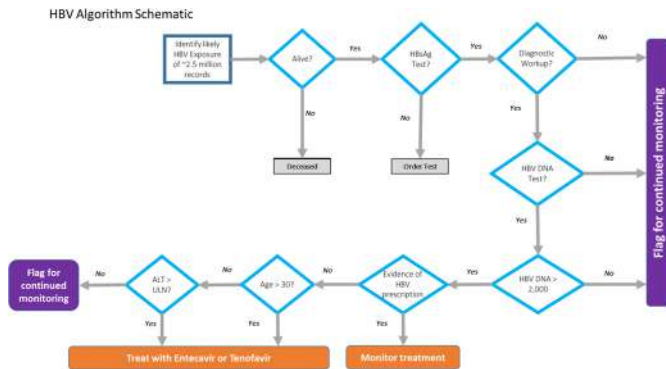 HBV Algorithm Schematic
Identify likely
HBV Exposure
of ~2.5 million
records
Alive?
Yes
HBsAg
Test?
Yes
Diagnostic
Workup?
No
No
No
Yes
Deceased
Order Test
HBV DNA
Test?
No
Yes
Flag for continued monitoring
Flag for
continued
monitoring
No
ALT >
ULN?
No
Age > 30?
No
Evidence of
HBV
prescription
Yes
HBV DNA >
2,000
No
Yes
Yes
Yes
Treat with Entecavir or Tenofavir
Monitor treatment